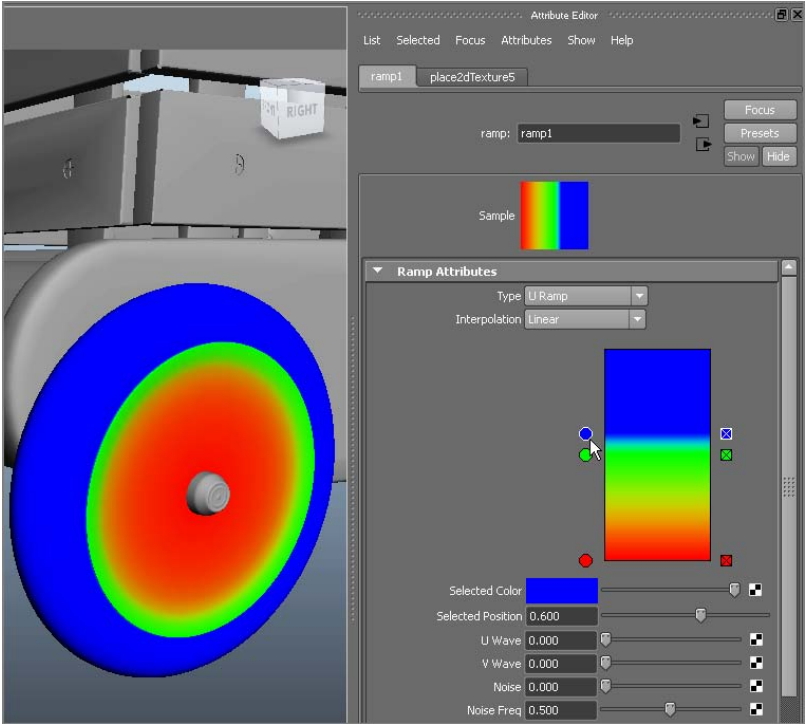 Attribute Editor
List Selected Focus Attributes Show Help
ramp1 place2dTexture5
RIGHT
Focus
ramp: ramp1
Presets
Show Hide
Sample
Ramp Attributes
Type U Ramp
Interpolation Linear
Selected Color
Selected Position 0.600
U Wave 0.000
V Wave 0.000
Noise 0.000
Noise Freq 0.500